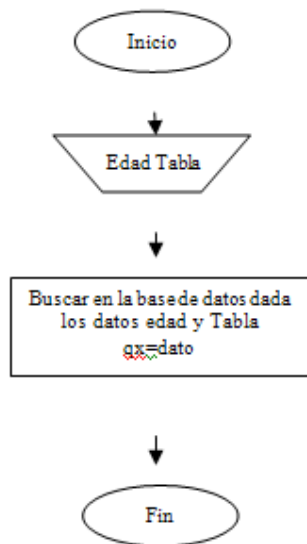 Inicio
Edad Tabla
Buscar en la base de datos dada
los datos edad y Tabla
qx=dato
Fin